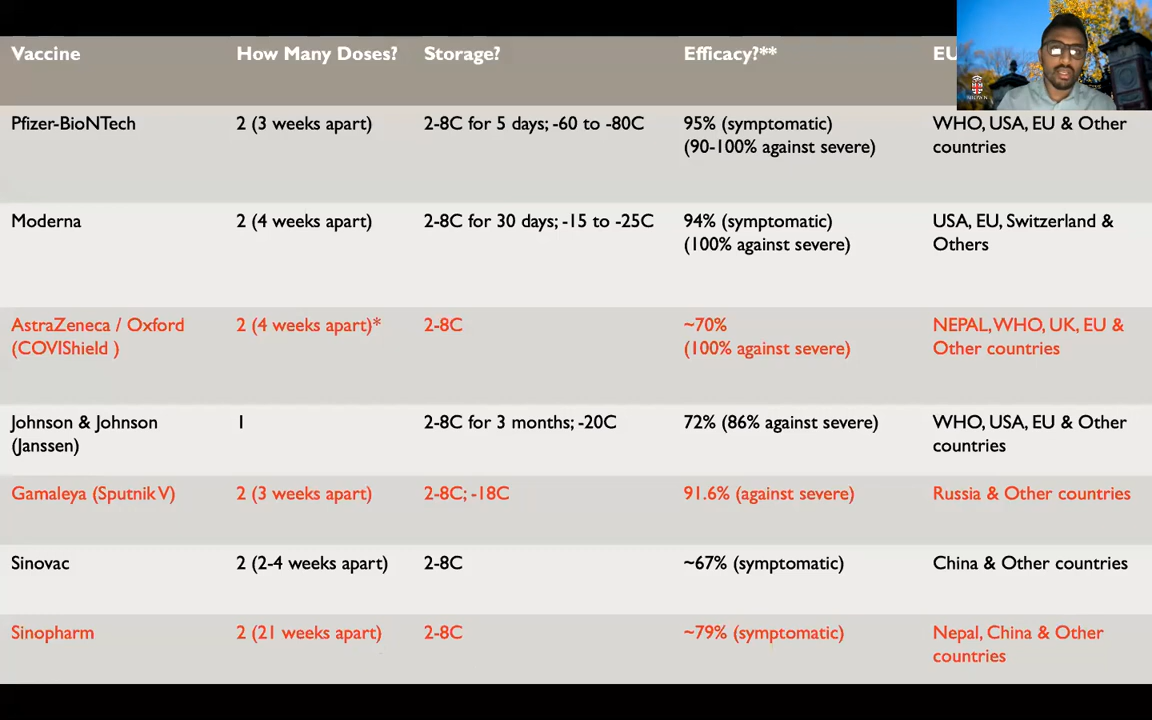 Vaccine How Many Doses? Storage? Efficacy?** EU
Pfizer-BioNTech 2 (3 weeks apart) 2-8C for 5 days; -60 to -80C 95% (symptomatic) WHO, USA, EU & Other
(90-100% against severe) countries
Moderna 2 (4 weeks apart) 2-8C for 30 days; -15 to -25C 94% (symptomatic) USA, EU, Switzerland &
(100% against severe) Others
AstraZeneca / Oxford 2 (4 weeks apart)* 2-8C ~70% NEPAL, WHO, UK, EU &
(COVIShield ) (100% against severe) Other countries
Johnson & Johnson 1 2-8C for 3 months; -20C 72% (86% against severe) WHO, USA, EU & Other
(Janssen) countries
Gamaleya (Sputnik V) 2 (3 weeks apart) 2-8C; -18C 91.6% (against severe) Russia & Other countries
Sinovac 2 (2-4 weeks apart) 2-8C ~67% (symptomatic) China & Other countries
Sinopharm 2 (21 weeks apart) 2-8C ~79% (symptomatic) Nepal, China & Other
countries